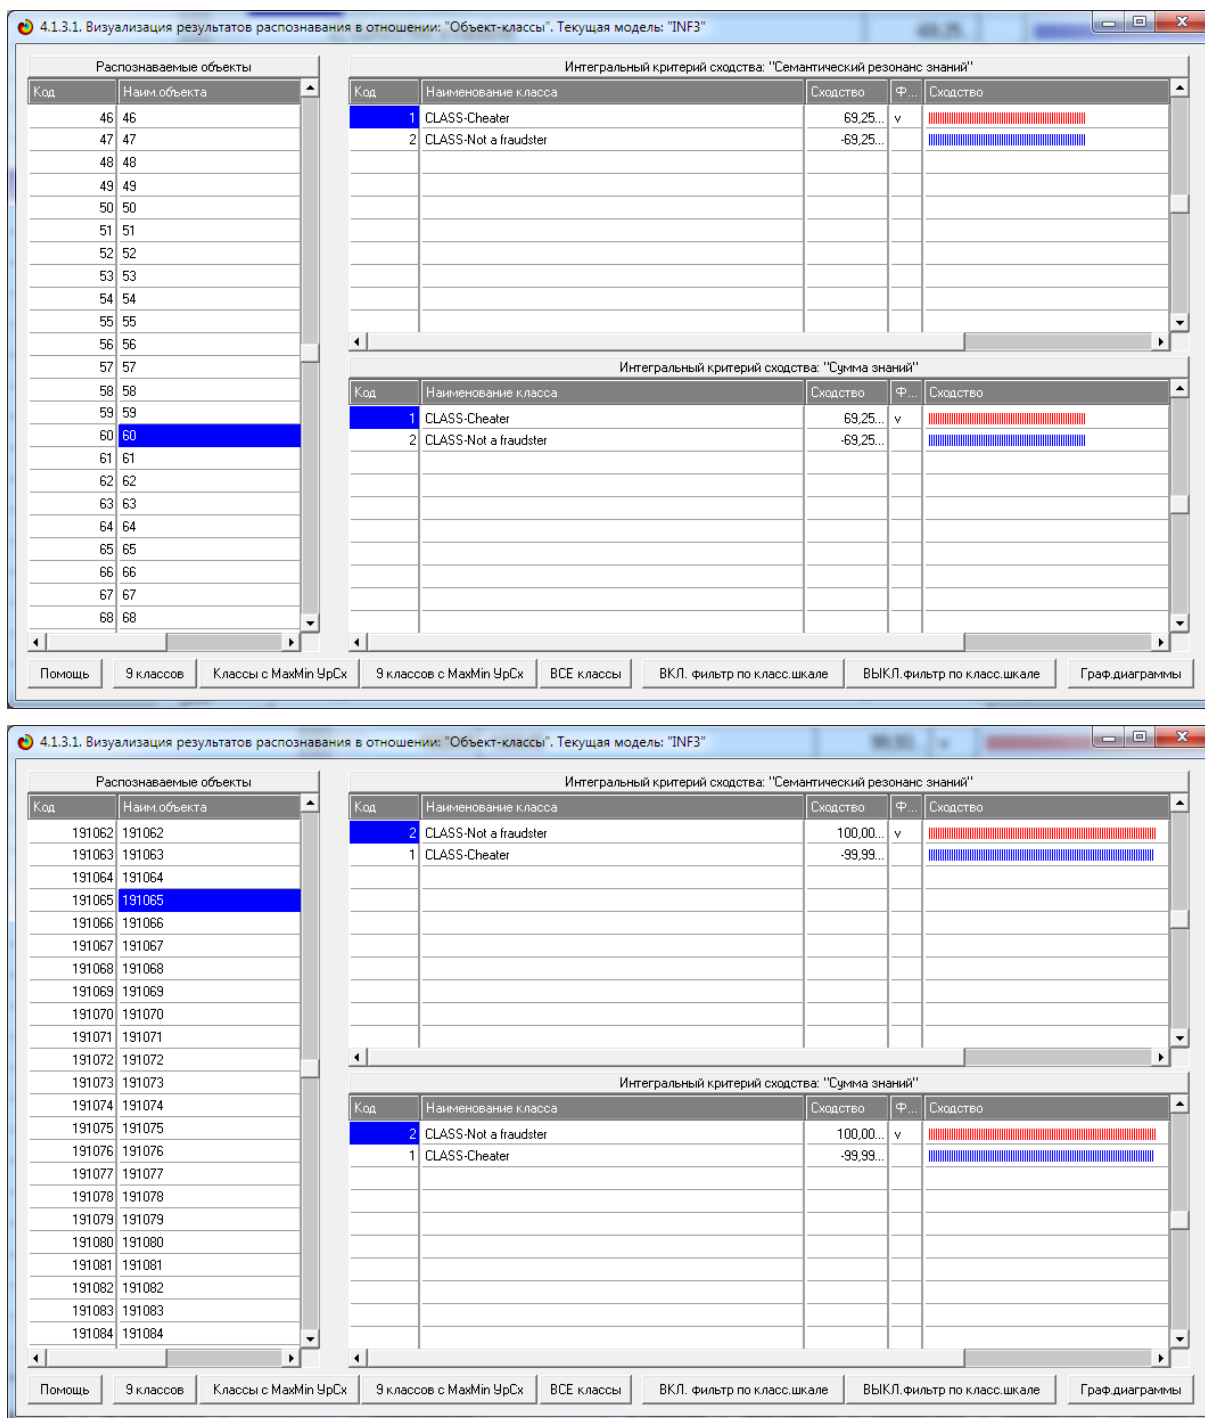 4.1.3.1. Визуализация результатов распознавания в отношении: "Объект-классы". Текущая модель: "INF3"
Распознаваемые объекты
Код Наим.объекта
46 46
47 47
48 48
49 49
50 50
51 51
52 52
53 53
54 54
55 55
56 56
57 57
58 58
59 59
60 60
61 61
62 62
63 63
64 64
65 65
66 66
67 67
68 68
Интегральный критерий сходства: "Семантический резонанс знаний"
Код Наименование класса Сходство Ф... Сходство
1 CLASS-Cheater 69,25... v
2 CLASS-Not a fraudster -69,25...
Интегральный критерий сходства: "Сумма знаний"
Код Наименование класса Сходство Ф... Сходство
1 CLASS-Cheater 69,25... v
2 CLASS-Not a fraudster -69,25...
Помощь 9 классов Классы с MaxMin УрСх 9 классов с MaxMin УрСх ВСЕ классы ВКЛ. фильтр по класс.шкале ВЫКЛ.фильтр по класс.шкале Граф.диаграммы
4.1.3.1. Визуализация результатов распознавания в отношении: "Объект-классы". Текущая модель: "INF3"
Распознаваемые объекты
Код Наим.объекта
191062 191062
191063 191063
191064 191064
191065 191065
191066 191066
191067 191067
191068 191068
191069 191069
191070 191070
191071 191071
191072 191072
191073 191073
191074 191074
191075 191075
191076 191076
191077 191077
191078 191078
191079 191079
191080 191080
191081 191081
191082 191082
191083 191083
191084 191084
Интегральный критерий сходства: "Семантический резонанс знаний"
Код Наименование класса Сходство Ф... Сходство
2 CLASS-Not a fraudster 100,00... v
1 CLASS-Cheater -99,99...
Интегральный критерий сходства: "Сумма знаний"
Код Наименование класса Сходство Ф... Сходство
2 CLASS-Not a fraudster 100,00... v
1 CLASS-Cheater -99,99...
Помощь 9 классов Классы с MaxMin УрСх 9 классов с MaxMin УрСх ВСЕ классы ВКЛ. фильтр по класс.шкале ВЫКЛ.фильтр по класс.шкале Граф.диаграммы